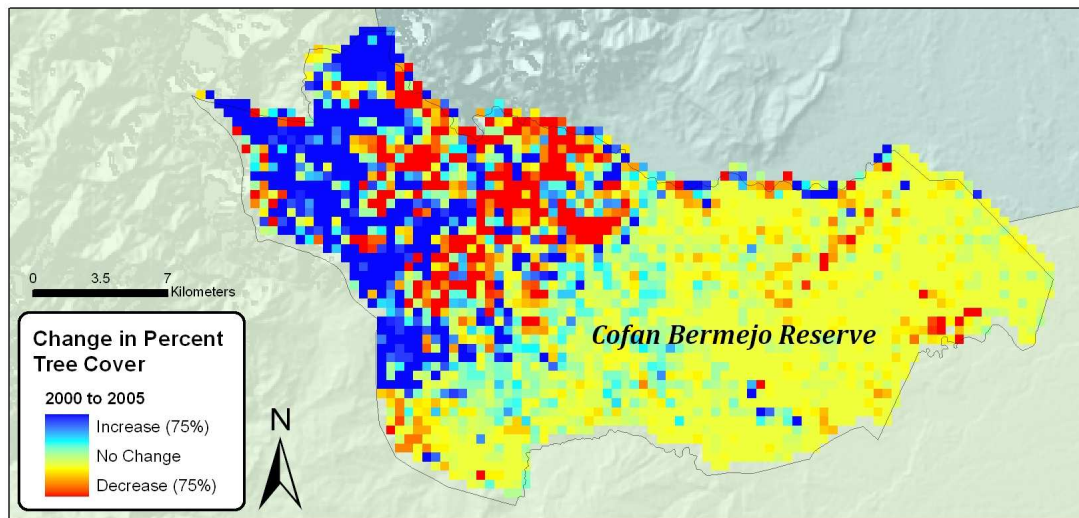 Cofan Bermejo Reserve
0 3.5 7
Kilometers
Change in Percent
Tree Cover
2000 to 2005
Increase (75%)
No Change
Decrease (75%)
N